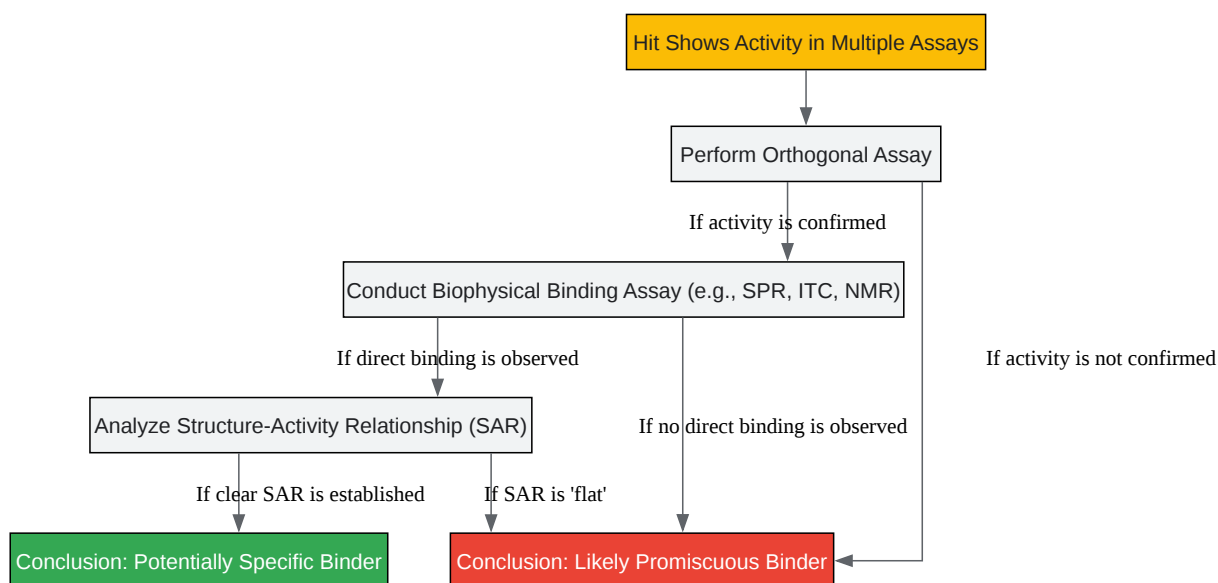 Hit Shows Activity in Multiple Assays
Perform Orthogonal Assay
If activity is confirmed
Conduct Biophysical Binding Assay (e.g., SPR, ITC, NMR)
If direct binding is observed
If activity is not confirmed
Analyze Structure-Activity Relationship (SAR)
If no direct binding is observed
If clear SAR is established
If SAR is 'flat'
Conclusion: Potentially Specific Binder
Conclusion: Likely Promiscuous Binder